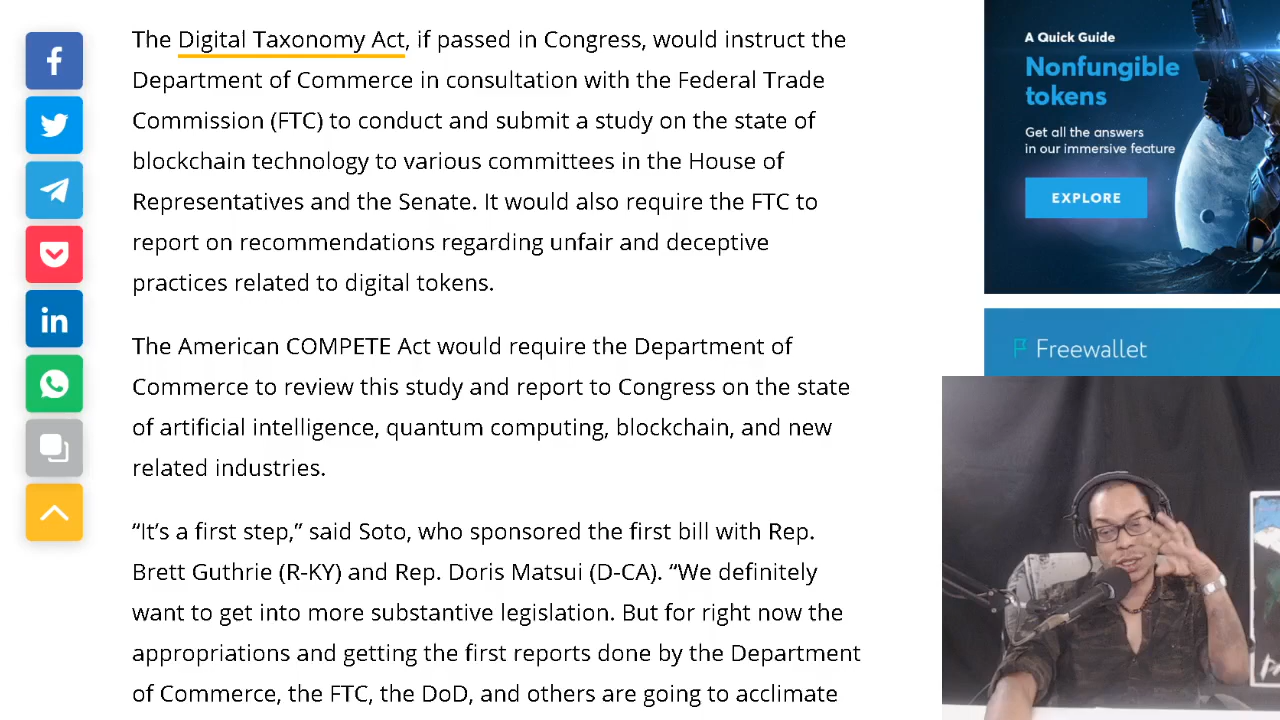 The Digital Taxonomy Act, if passed in Congress, would instruct the
Department of Commerce in consultation with the Federal Trade
Commission (FTC) to conduct and submit a study on the state of
blockchain technology to various committees in the House of
Representatives and the Senate. It would also require the FTC to
report on recommendations regarding unfair and deceptive
practices related to digital tokens.
The American COMPETE Act would require the Department of
Commerce to review this study and report to Congress on the state
of artificial intelligence, quantum computing, blockchain, and new
related industries.
“It’s a first step,” said Soto, who sponsored the first bill with Rep.
Brett Guthrie (R-KY) and Rep. Doris Matsui (D-CA). “We definitely
want to get into more substantive legislation. But for right now the
appropriations and getting the first reports done by the Department
of Commerce, the FTC, the DoD, and others are going to acclimate
A Quick Guide
Nonfungible
tokens
Get all the answers
in our immersive feature
EXPLORE
Freewallet